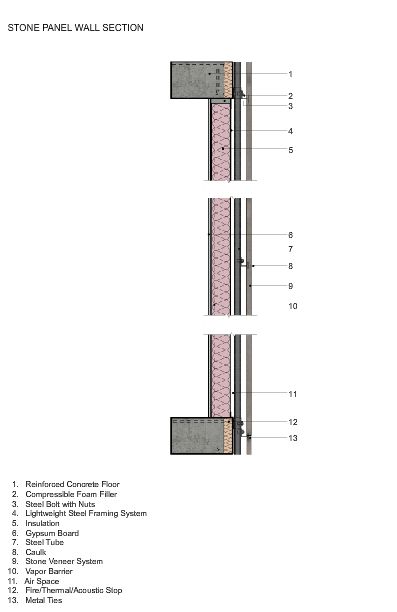 STONE PANEL WALL SECTION
1
2
3
4
5
6
7
8
9
10
11
12
13
1. Reinforced Concrete Floor
2. Compressible Foam Filler
3. Steel Bolt with Nuts
4. Lightweight Steel Framing System
5. Insulation
6. Gypsum Board
7. Steel Tube
8. Caulk
9. Stone Veneer System
10. Vapor Barrier
11. Air Space
12. Fire/Thermal/Acoustic Stop
13. Metal Ties